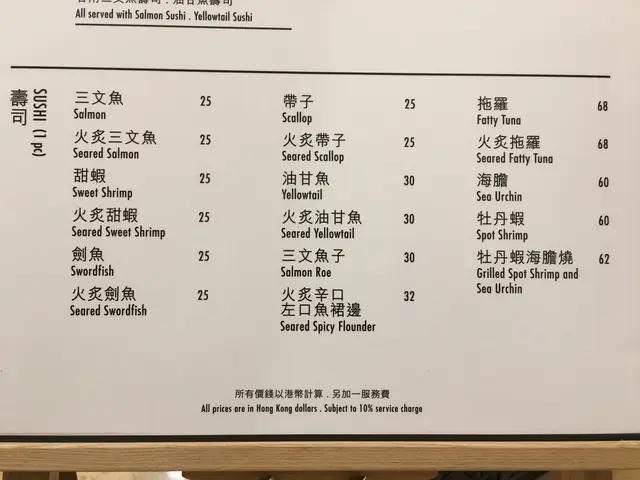 All served with Salmon Sushi . Yellowtail Sushi
壽司
SUSHI (1 pc)
三文魚 25
Salmon
火炙三文魚 25
Seared Salmon
甜蝦 25
Sweet Shrimp
火炙甜蝦 25
Seared Sweet Shrimp
劍魚 25
Swordfish
火炙劍魚 25
Seared Swordfish
帶子 25
Scallop
火炙帶子 25
Seared Scallop
油甘魚 30
Yellowtail
火炙油甘魚 30
Seared Yellowtail
三文魚子 30
Salmon Roe
火炙辛口 32
左口魚裙邊
Seared Spicy Flounder
拖羅 68
Fatty Tuna
火炙拖羅 68
Seared Fatty Tuna
海膽 60
Sea Urchin
牡丹蝦 60
Spot Shrimp
牡丹蝦海膽燒 62
Grilled Spot Shrimp and
Sea Urchin
所有價錢以港幣計算 . 另加一服務費
All prices are in Hong Kong dollars . Subject to 10% service charge